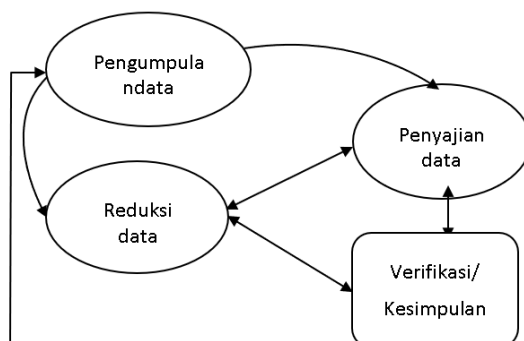 Pengumpula
ndata
Penyajian
data
Reduksi
data
Verifikasi/
Kesimpulan